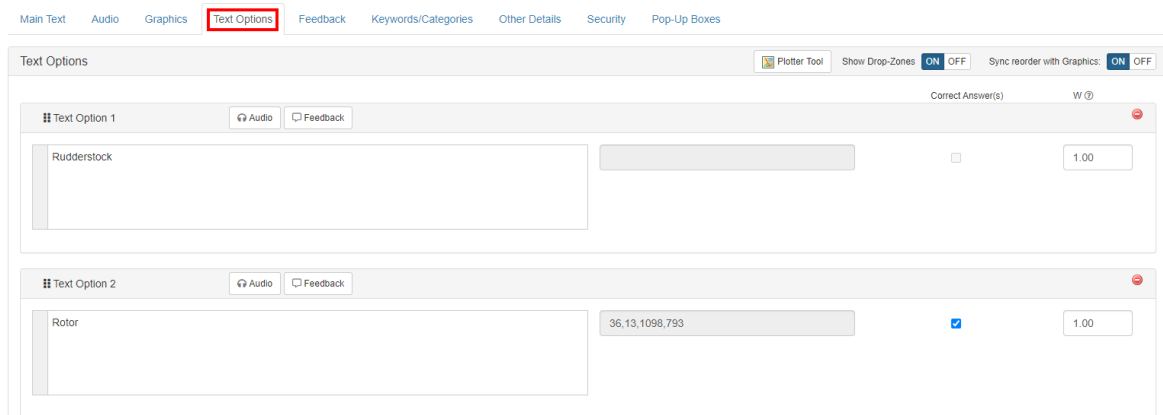 Main Text Audio Graphics Text Options Feedback Keywords/Categories Other Details Security Pop-Up Boxes
Text Options Plotter Tool Show Drop-Zones ON OFF Sync reorder with Graphics: ON OFF
Correct Answer(s) W
Text Option 1 Audio Feedback
Rudderstock 1.00
Text Option 2 Audio Feedback
Rotor 36,13,1098,793 1.00